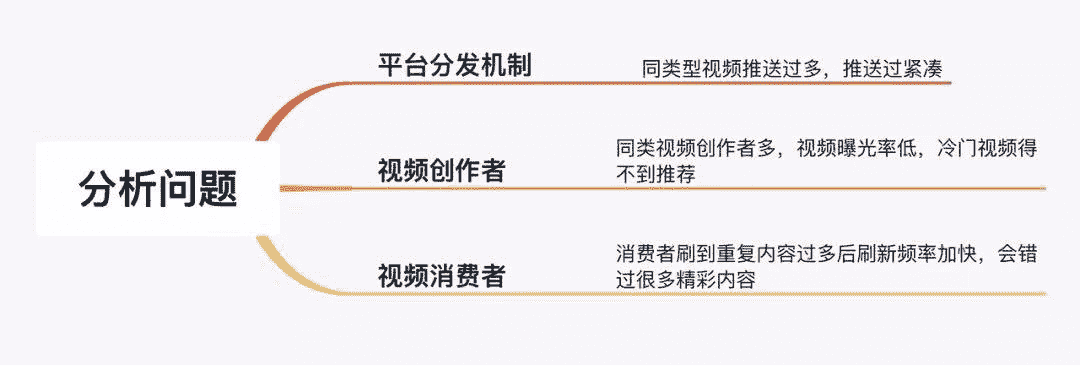 分析问题
平台分发机制
同类型视频推送过多，推送过紧凑
视频创作者
同类视频创作者多，视频曝光率低，冷门视频得
不到推荐
视频消费者
消费者刷到重复内容过多后刷新频率加快，会错
过很多精彩内容